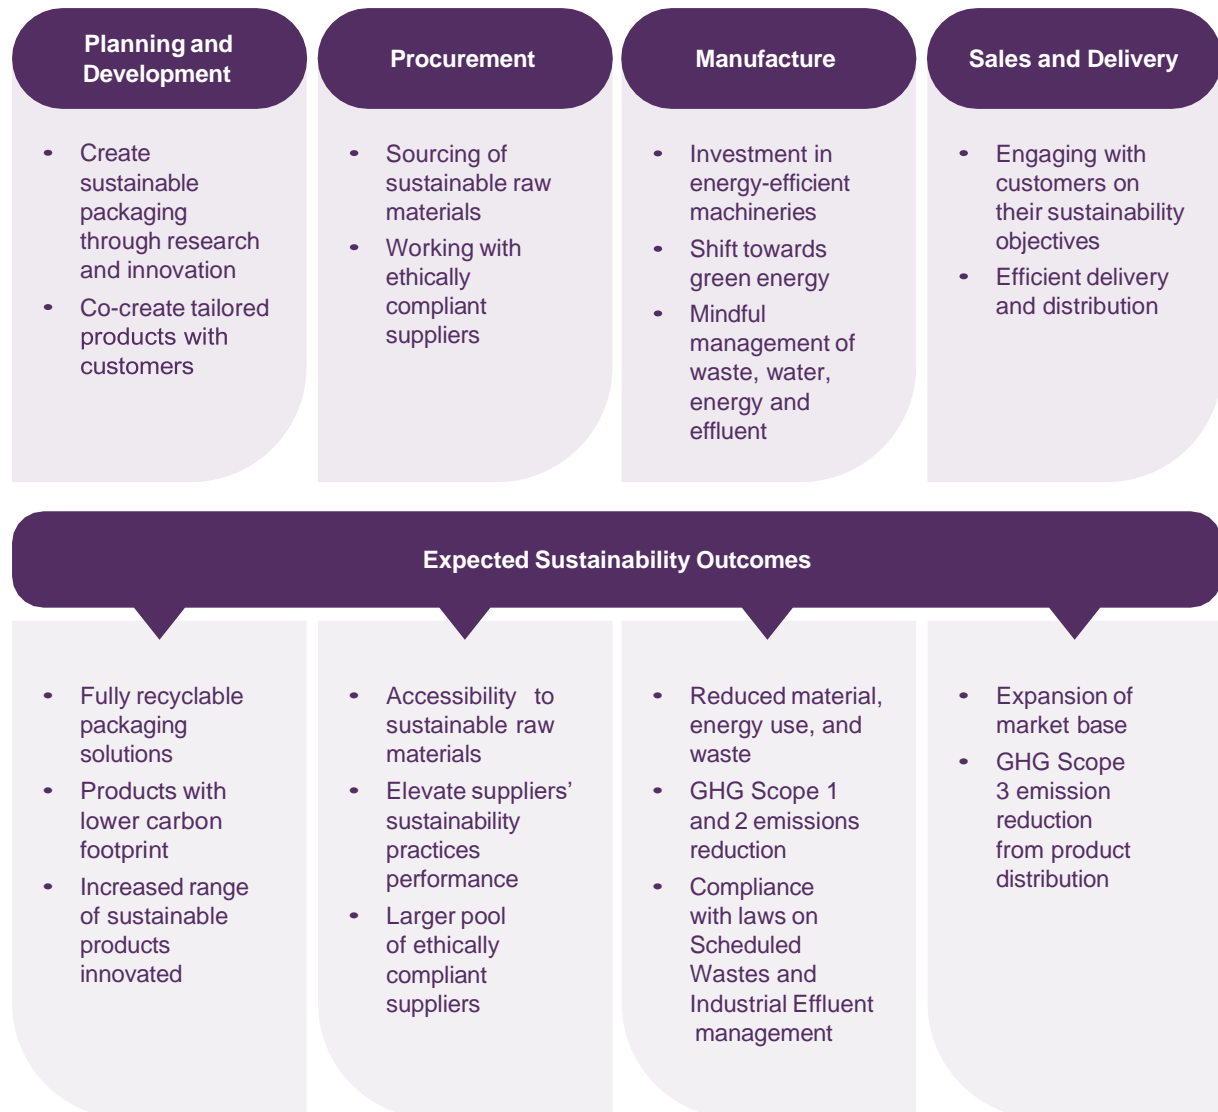 Planning and
Development
• Create
sustainable
packaging
through research
and innovation
• Co-create tailored
products with
customers
Procurement
• Sourcing of
sustainable raw
materials
• Working with
ethically
compliant
suppliers
Manufacture
• Investment in
energy-efficient
machineries
• Shift towards
green energy
• Mindful
management of
waste, water,
energy and
effluent
Sales and Delivery
• Engaging with
customers on
their sustainability
objectives
• Efficient delivery
and distribution
Expected Sustainability Outcomes
• Fully recyclable
packaging
solutions
• Products with
lower carbon
footprint
• Increased range
of sustainable
products
innovated
• Accessibility to
sustainable raw
materials
• Elevate suppliers’
sustainability
practices
performance
• Larger pool
of ethically
compliant
suppliers
• Reduced material,
energy use, and
waste
• GHG Scope 1
and 2 emissions
reduction
• Compliance
with laws on
Scheduled
Wastes and
Industrial Effluent
management
• Expansion of
market base
• GHG Scope
3 emission
reduction
from product
distribution